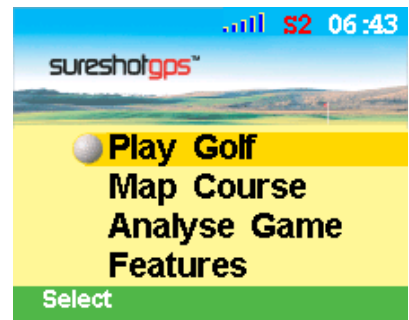 S2 06:43
sureshotgps™
Play Golf
Map Course
Analyse Game
Features
Select